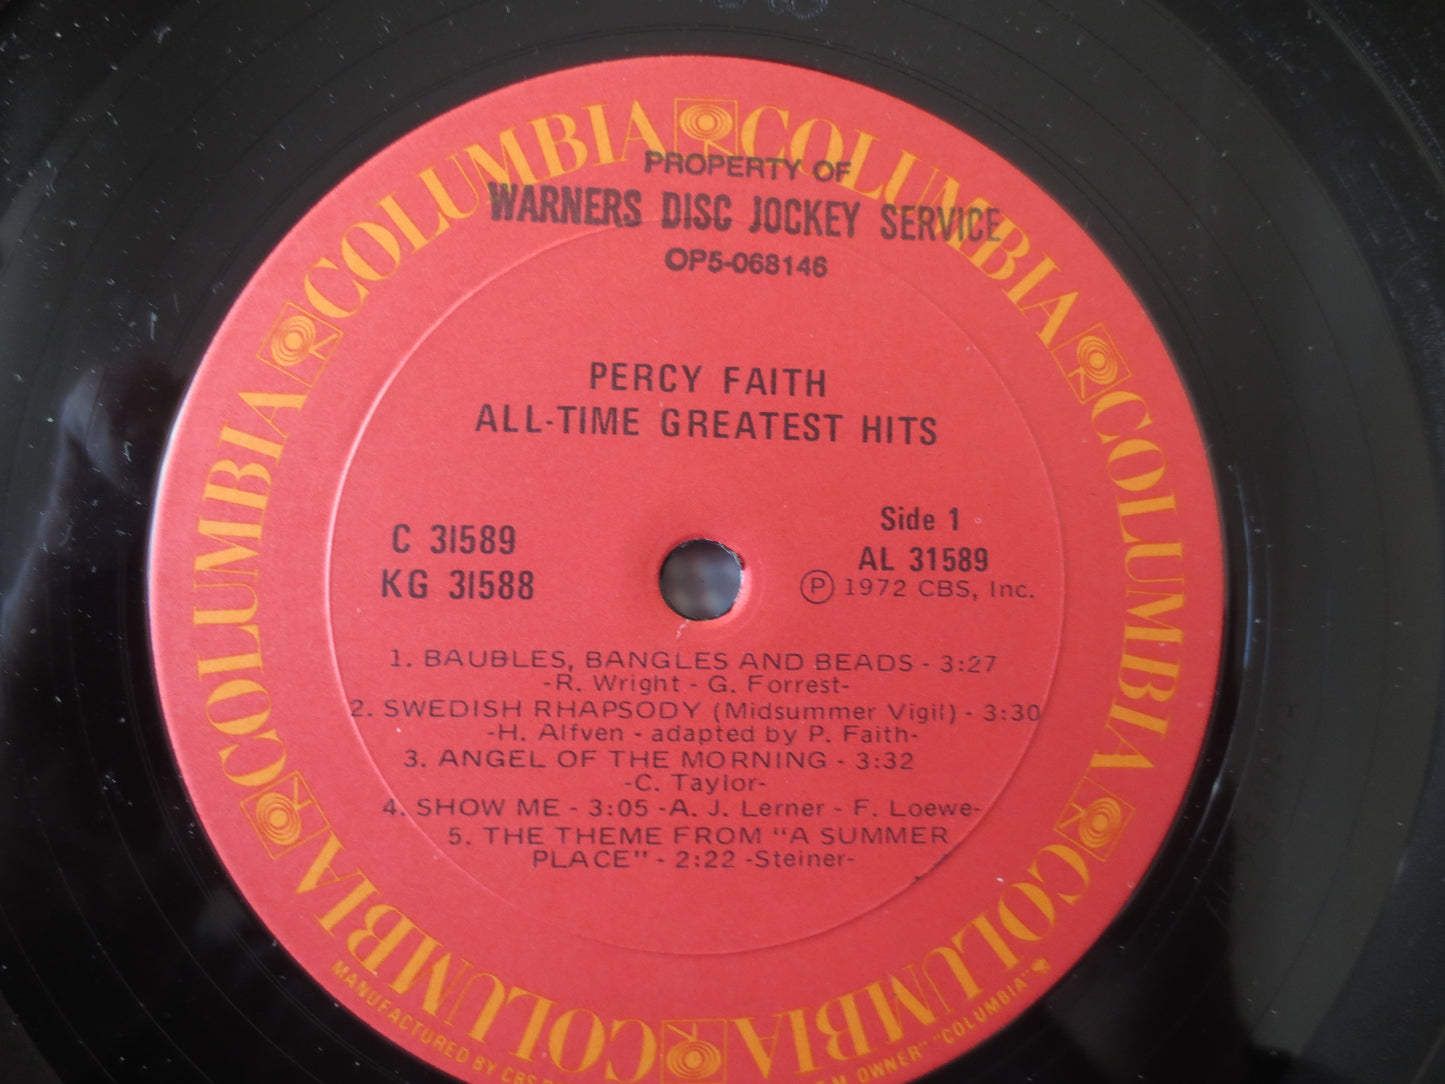 COLUMBIA COLUMBIA COLUMBIA COLUMBIA COLUMBIA COLUMBIA
PROPERTY OF
WARNERS DISC JOCKEY SERVICE
OP5-068146
PERCY FAITH
ALL-TIME GREATEST HITS
C 31589
KG 31588
Side 1
AL 31589
Ⓟ 1972 CBS, Inc.
1. BAUBLES, BANGLES AND BEADS - 3:27
-R. Wright - G. Forrest-
2. SWEDISH RHAPSODY (Midsummer Vigil) - 3:30
-H. Alfven - adapted by P. Faith-
3. ANGEL OF THE MORNING - 3:32
-C. Taylor-
4. SHOW ME - 3:05 -A. J. Lerner - F. Loewe-
5. THE THEME FROM "A SUMMER
PLACE" - 2:22 -Steiner-
MANUFACTURED BY CBS OWNER" "COLUMBIA"